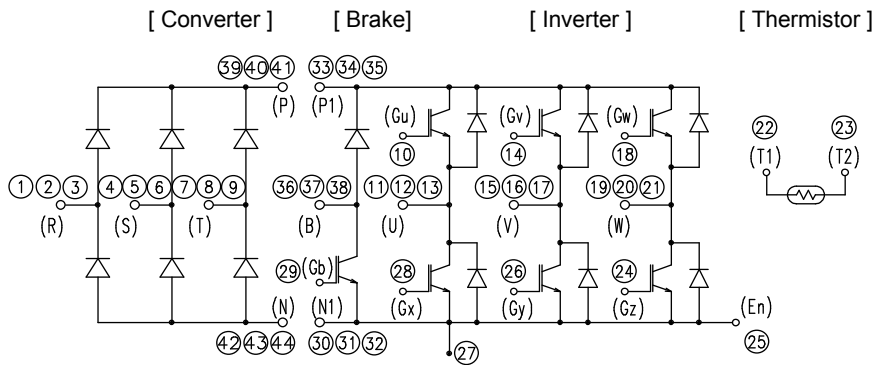 [ Converter ] [ Brake] [ Inverter ] [ Thermistor ]
39 40 41 33 34 35
(P) (P1) (Gu) (Gv) (Gw)
10 14 18 22 23
(T1) (T2)
1 2 3 4 5 6 7 8 9 36 37 38 11 12 13 15 16 17 19 20 21
(R) (S) (T) (B) (U) (V) (W)
29 (Gb) 28 26 24
(N) (N1) (Gx) (Gy) (Gz) (En)
42 43 44 30 31 32 27 25